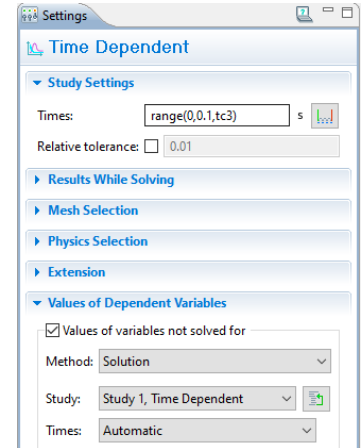 Settings
Time Dependent
Study Settings
Times: range(0,0.1,tc3) s
Relative tolerance: 0.01
Results While Solving
Mesh Selection
Physics Selection
Extension
Values of Dependent Variables
Values of variables not solved for
Method: Solution
Study: Study 1, Time Dependent
Times: Automatic